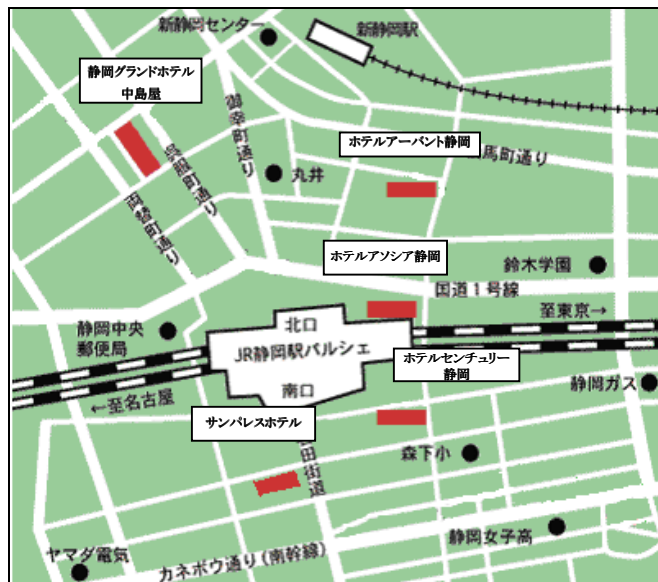 新静岡センター
新静岡駅
静岡グランドホテル
中島屋
御幸町通り
ホテルアーバント静岡
馬町通り
呉服町通り
丸井
両替町通り
ホテルアソシア静岡
鈴木学園
国道1号線
至東京→
北口
静岡中央
郵便局
JR静岡駅パルシェ
ホテルセンチュリー
静岡
南口
静岡ガス
←至名古屋
サンパレスホテル
田街道
森下小
静岡女子高
ヤマダ電気
カネボウ通り(南幹線)